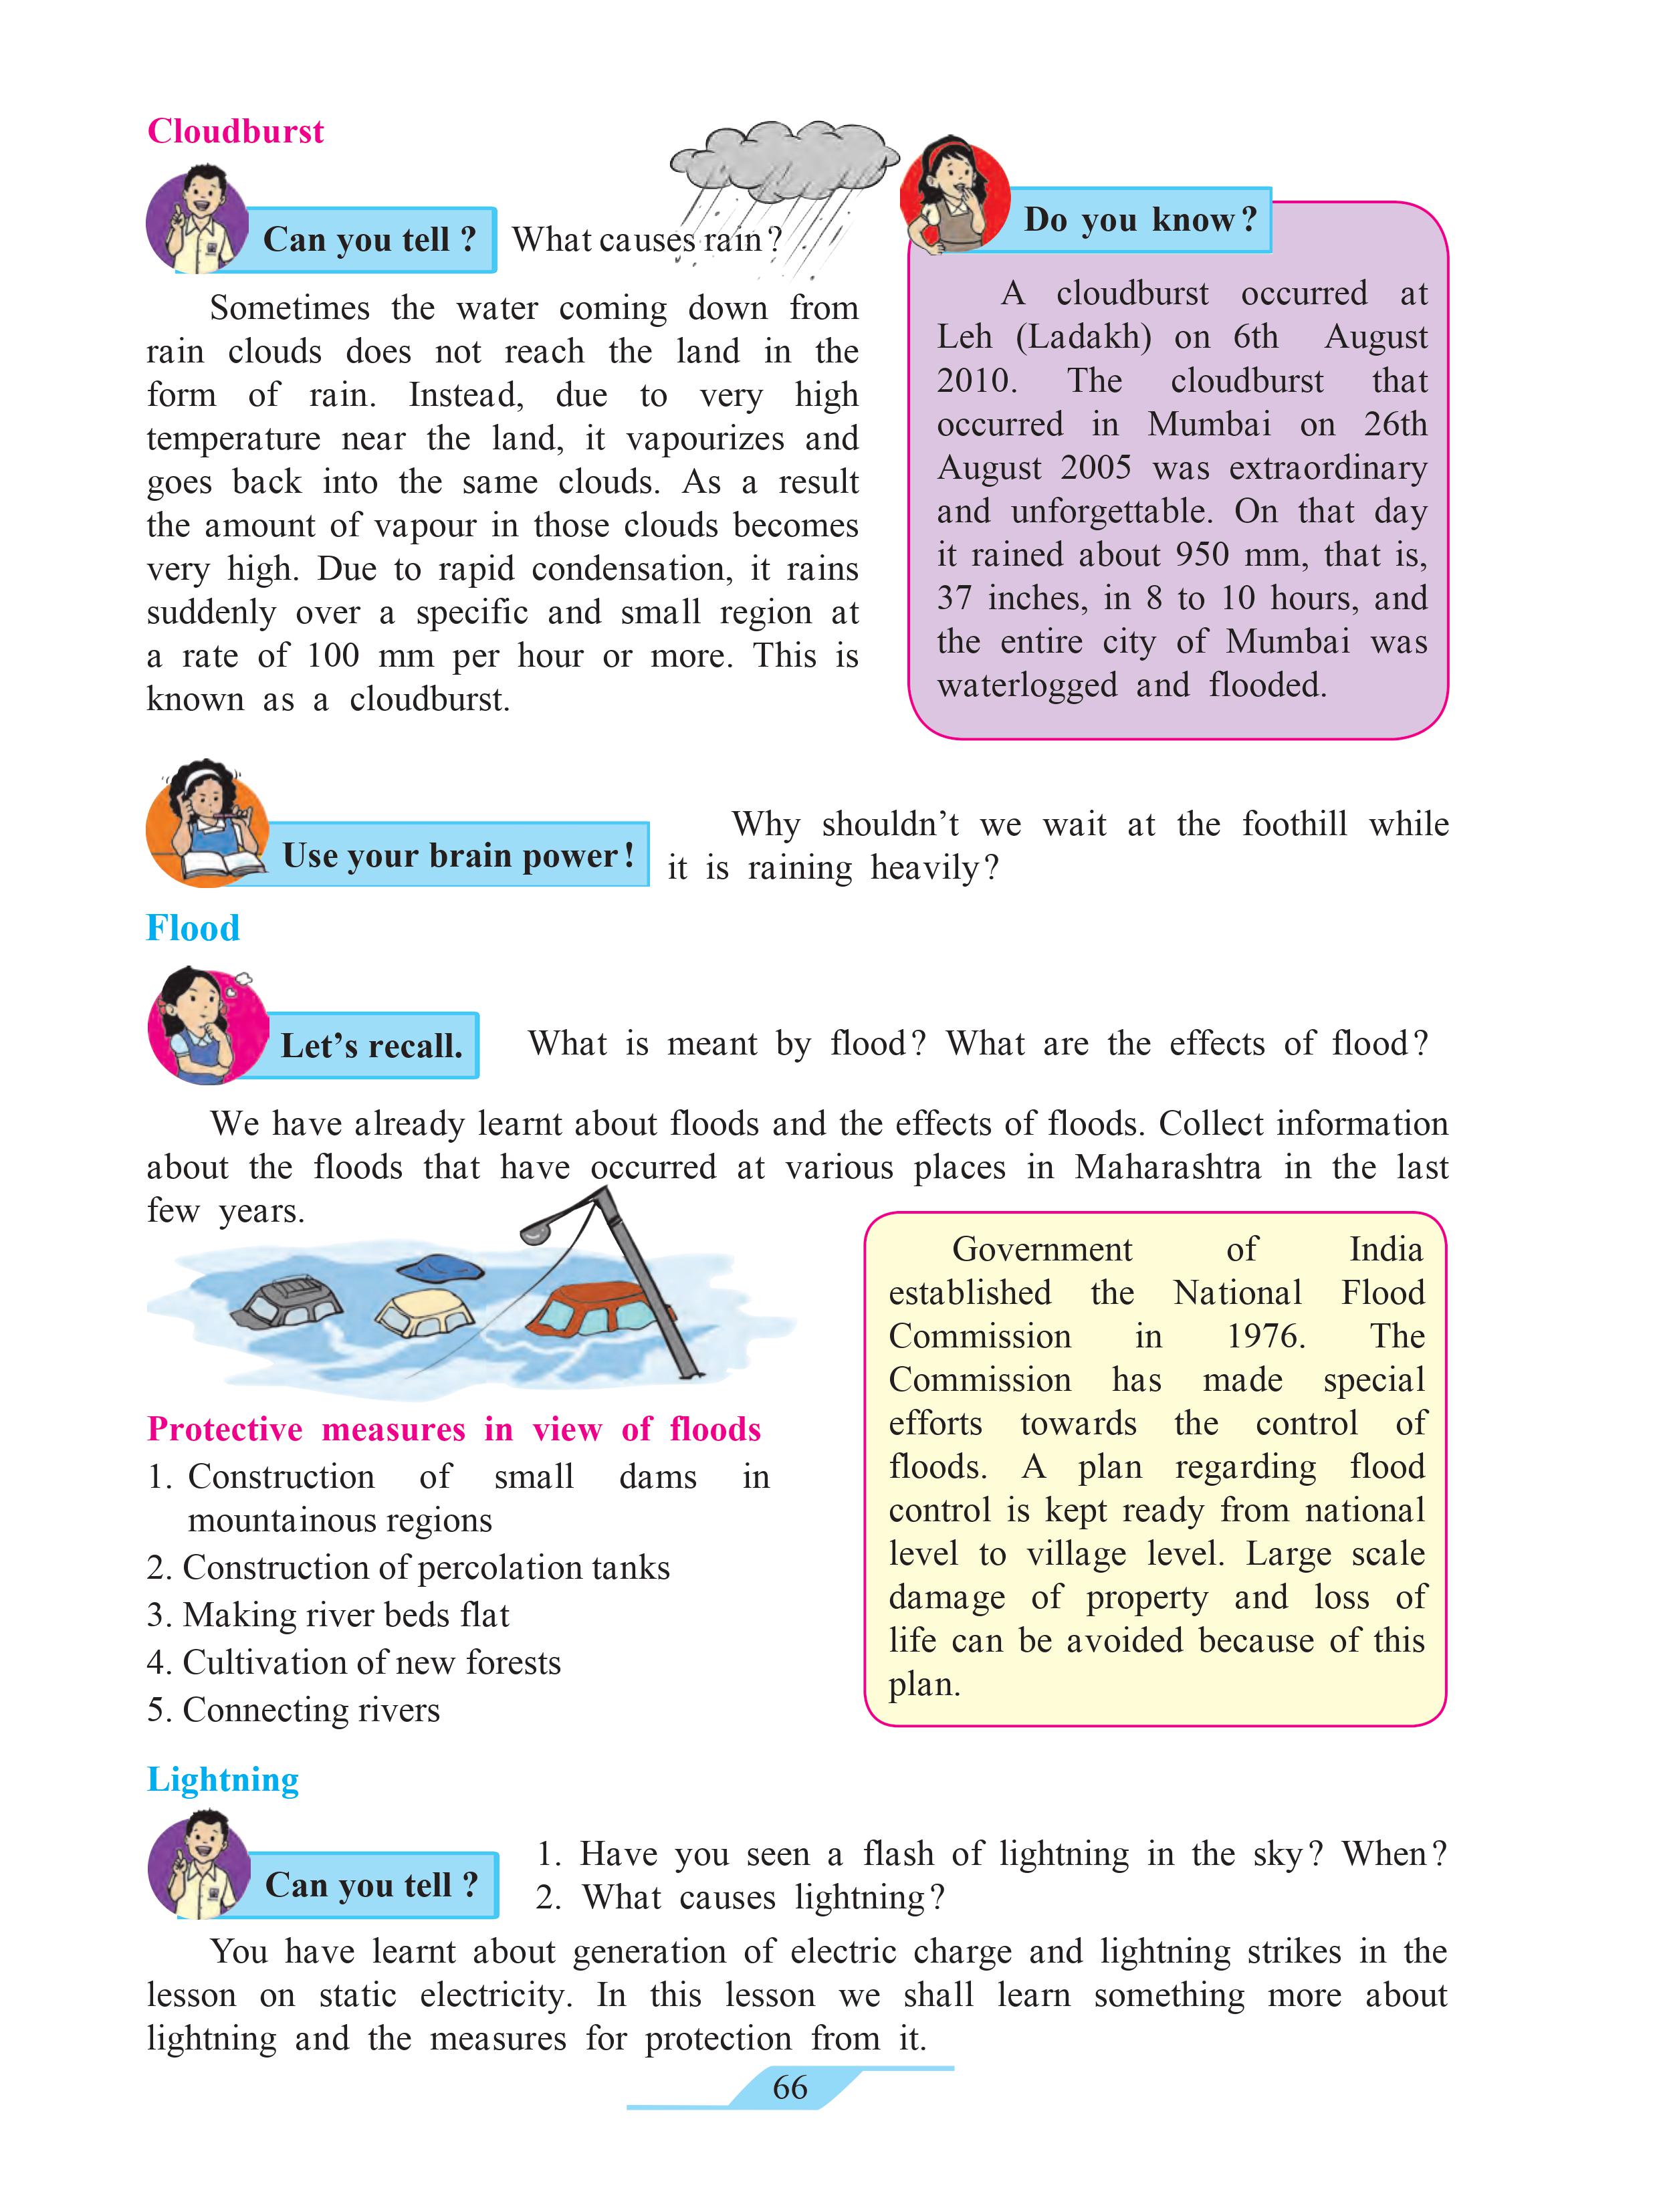 Cloudburst
Can you tell ?
What causes rain?
Sometimes the water coming down from
rain clouds does not reach the land in the
form of rain. Instead, due to very high
temperature near the land, it vapourizes and
goes back into the same clouds. As a result
the amount of vapour in those clouds becomes
very high. Due to rapid condensation, it rains
suddenly over a specific and small region at
a rate of 100 mm per hour or more. This is
known as a cloudburst.
Do you know?
A cloudburst occurred at
Leh (Ladakh) on 6th August
2010. The cloudburst that
occurred in Mumbai on 26th
August 2005 was extraordinary
and unforgettable. On that day
it rained about 950 mm, that is,
37 inches, in 8 to 10 hours, and
the entire city of Mumbai was
waterlogged and flooded.
Use your brain power!
Why shouldn’t we wait at the foothill while
it is raining heavily?
Flood
Let’s recall.
What is meant by flood? What are the effects of flood?
We have already learnt about floods and the effects of floods. Collect information
about the floods that have occurred at various places in Maharashtra in the last
few years.
Protective measures in view of floods
1. Construction of small dams in
mountainous regions
2. Construction of percolation tanks
3. Making river beds flat
4. Cultivation of new forests
5. Connecting rivers
Government of India
established the National Flood
Commission in 1976. The
Commission has made special
efforts towards the control of
floods. A plan regarding flood
control is kept ready from national
level to village level. Large scale
damage of property and loss of
life can be avoided because of this
plan.
Lightning
Can you tell ?
1. Have you seen a flash of lightning in the sky? When?
2. What causes lightning?
You have learnt about generation of electric charge and lightning strikes in the
lesson on static electricity. In this lesson we shall learn something more about
lightning and the measures for protection from it.
66